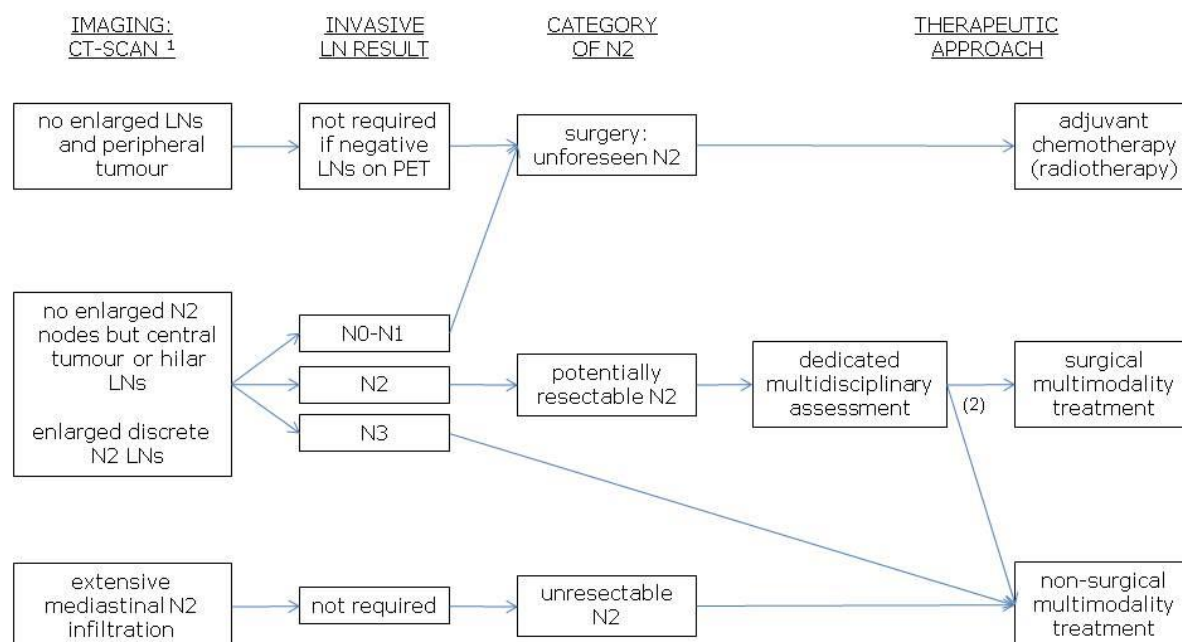 IMAGING:
CT-SCAN 1
INVASIVE
LN RESULT
CATEGORY
OF N2
THERAPEUTIC
APPROACH
no enlarged LNs
and peripheral
tumour
not required
if negative
LNs on PET
surgery:
unforeseen N2
adjuvant
chemotherapy
(radiotherapy)
no enlarged N2
nodes but central
tumour or hilar
LNs
enlarged discrete
N2 LNs
N0-N1
N2
N3
potentially
resectable N2
dedicated
multidisciplinary
assessment
(2)
surgical
multimodality
treatment
extensive
mediastinal N2
infiltration
not required
unresectable
N2
non-surgical
multimodality
treatment